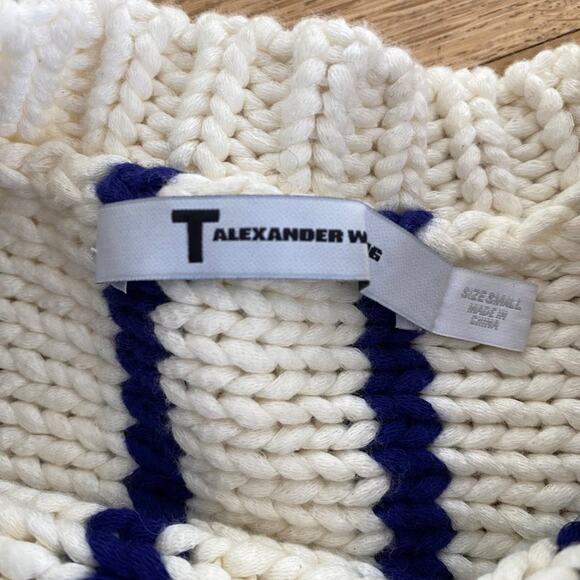 T ALEXANDER W G
SIZE SMALL
MADE IN
CHINA